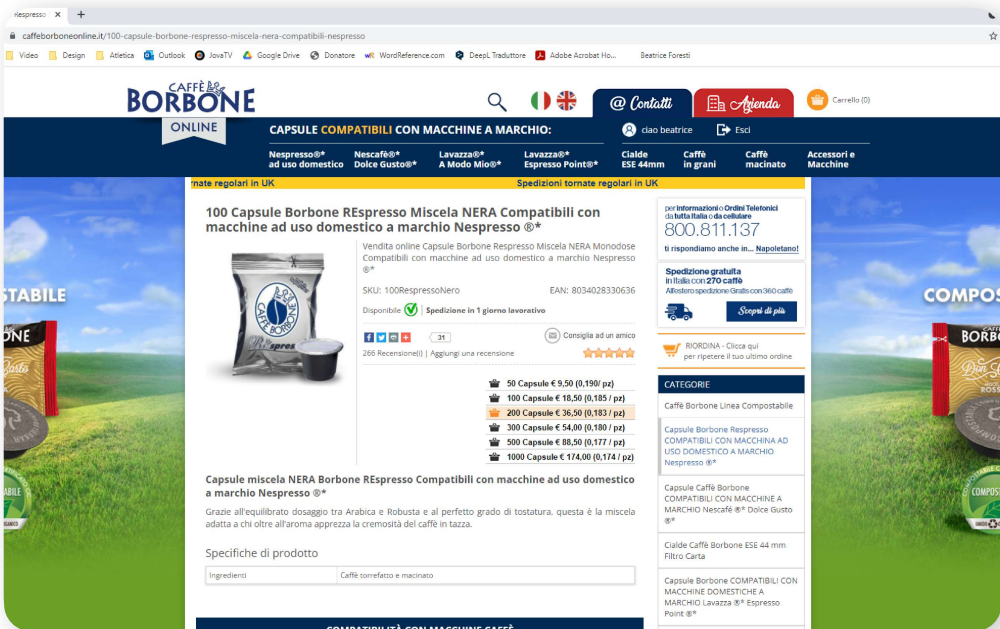 Respresso
caffeborboneonline.it/100-capsule-borbone-respresso-miscela-nera-compatibili-nespresso
Video Design Atletica Outlook JovaTV Google Drive Donatore WordReference.com DeepL Traduttore Adobe Acrobat Ho... Beatrice Foresti
CAFFÈ
BORBONE
ONLINE
@ Contatti
Azienda
Carrello (0)
CAPSULE COMPATIBILI CON MACCHINE A MARCHIO:
ciao beatrice
Esci
Nespresso®*
ad uso domestico
Nescafè®*
Dolce Gusto®*
Lavazza®*
A Modo Mio®*
Lavazza®*
Espresso Point®*
Cialde
ESE 44mm
Caffè
in grani
Caffè
macinato
Accessori e
Macchine
nate regolari in UK
Spedizioni tornate regolari in UK
100 Capsule Borbone REspresso Miscela NERA Compatibili con
macchine ad uso domestico a marchio Nespresso ®*
Vendita online Capsule Borbone Respresso Miscela NERA Monodose
Compatibili con macchine ad uso domestico a marchio Nespresso
®*
SKU: 100RespressoNero
EAN: 8034028330636
Disponibile | Spedizione in 1 giorno lavorativo
31
Consiglia ad un amico
266 Recensione(i) | Aggiungi una recensione
CAFFÈ BORBONE
REspres
50 Capsule € 9,50 (0,190/ pz)
100 Capsule € 18,50 (0,185 / pz)
200 Capsule € 36,50 (0,183 / pz)
300 Capsule € 54,00 (0,180 / pz)
500 Capsule € 88,50 (0,177 / pz)
1000 Capsule € 174,00 (0,174 / pz)
Capsule miscela NERA Borbone REspresso Compatibili con macchine ad uso domestico
a marchio Nespresso ®*
Grazie all'equilibrato dosaggio tra Arabica e Robusta e al perfetto grado di tostatura, questa è la miscela
adatta a chi oltre all'aroma apprezza la cremosità del caffè in tazza.
Specifiche di prodotto
Ingredienti
Caffè torrefatto e macinato
COMPATIBILITÀ CON MACCHINE CAFFÈ
per informazioni o Ordini Telefonici
da tutta Italia o da cellulare
800.811.137
ti rispondiamo anche in... Napoletano!
Spedizione gratuita
in Italia con 270 caffè
All'estero spedizione Gratis con 360 caffè
Scopri di più
RIORDINA - Clicca qui
per ripetere il tuo ultimo ordine
CATEGORIE
Caffè Borbone Linea Compostabile
Capsule Borbone Respresso
COMPATIBILI CON MACCHINA AD
USO DOMESTICO A MARCHIO
Nespresso ®*
Capsule Caffè Borbone
COMPATIBILI CON MACCHINE A
MARCHIO Nescafé ®* Dolce Gusto
®*
Cialde Caffè Borbone ESE 44 mm
Filtro Carta
Capsule Borbone COMPATIBILI CON
MACCHINE DOMESTICHE A
MARCHIO Lavazza ®* Espresso
Point ®*
STABILE
ONE
COMPOS
BORB